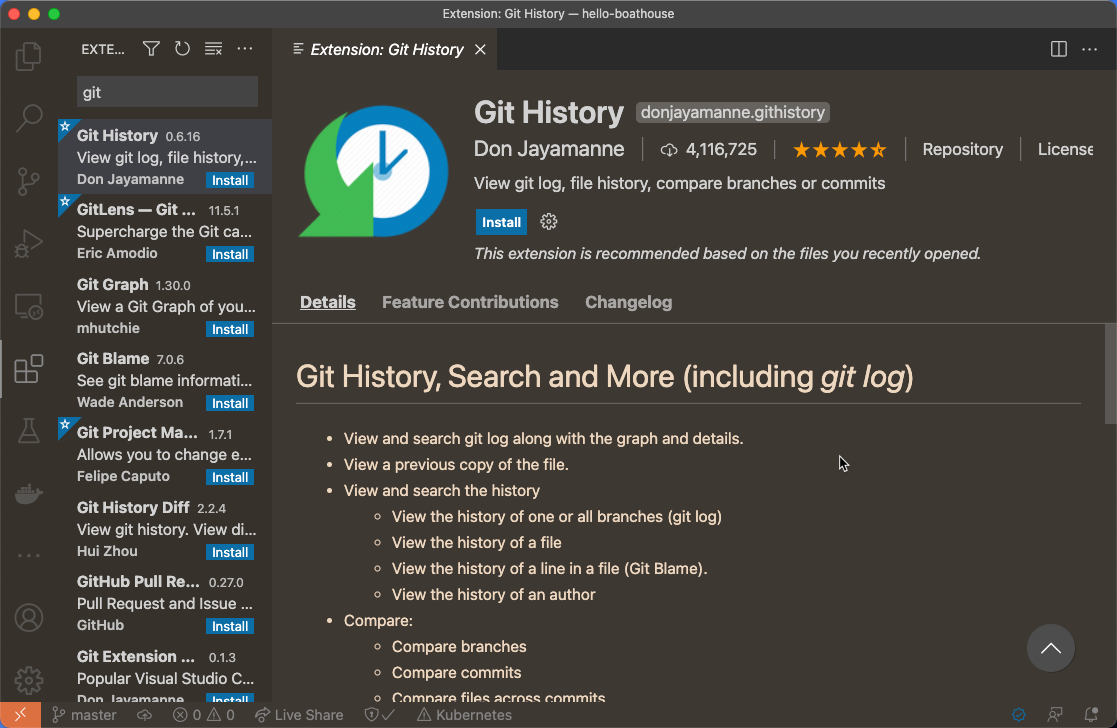 Extension: Git History — hello-boathouse
EXTE...
git
Git History 0.6.16
View git log, file history,...
Don Jayamanne Install
GitLens — Git ... 11.5.1
Supercharge the Git ca...
Eric Amodio Install
Git Graph 1.30.0
View a Git Graph of you...
mhutchie Install
Git Blame 7.0.6
See git blame informati...
Wade Anderson Install
Git Project Ma... 1.7.1
Allows you to change e...
Felipe Caputo Install
Git History Diff 2.2.4
View git history. View di...
Hui Zhou Install
GitHub Pull Re... 0.27.0
Pull Request and Issue ...
GitHub Install
Git Extension ... 0.1.3
Popular Visual Studio C...
Don Jayamanne Install
Extension: Git History
Git History donjayamanne.githistory
Don Jayamanne 4,116,725 Repository License
View git log, file history, compare branches or commits
Install
This extension is recommended based on the files you recently opened.
Details Feature Contributions Changelog
Git History, Search and More (including git log)
• View and search git log along with the graph and details.
• View a previous copy of the file.
• View and search the history
◦ View the history of one or all branches (git log)
◦ View the history of a file
◦ View the history of a line in a file (Git Blame).
◦ View the history of an author
• Compare:
◦ Compare branches
◦ Compare commits
◦ Compare files across commits
master 0 0 Live Share Kubernetes